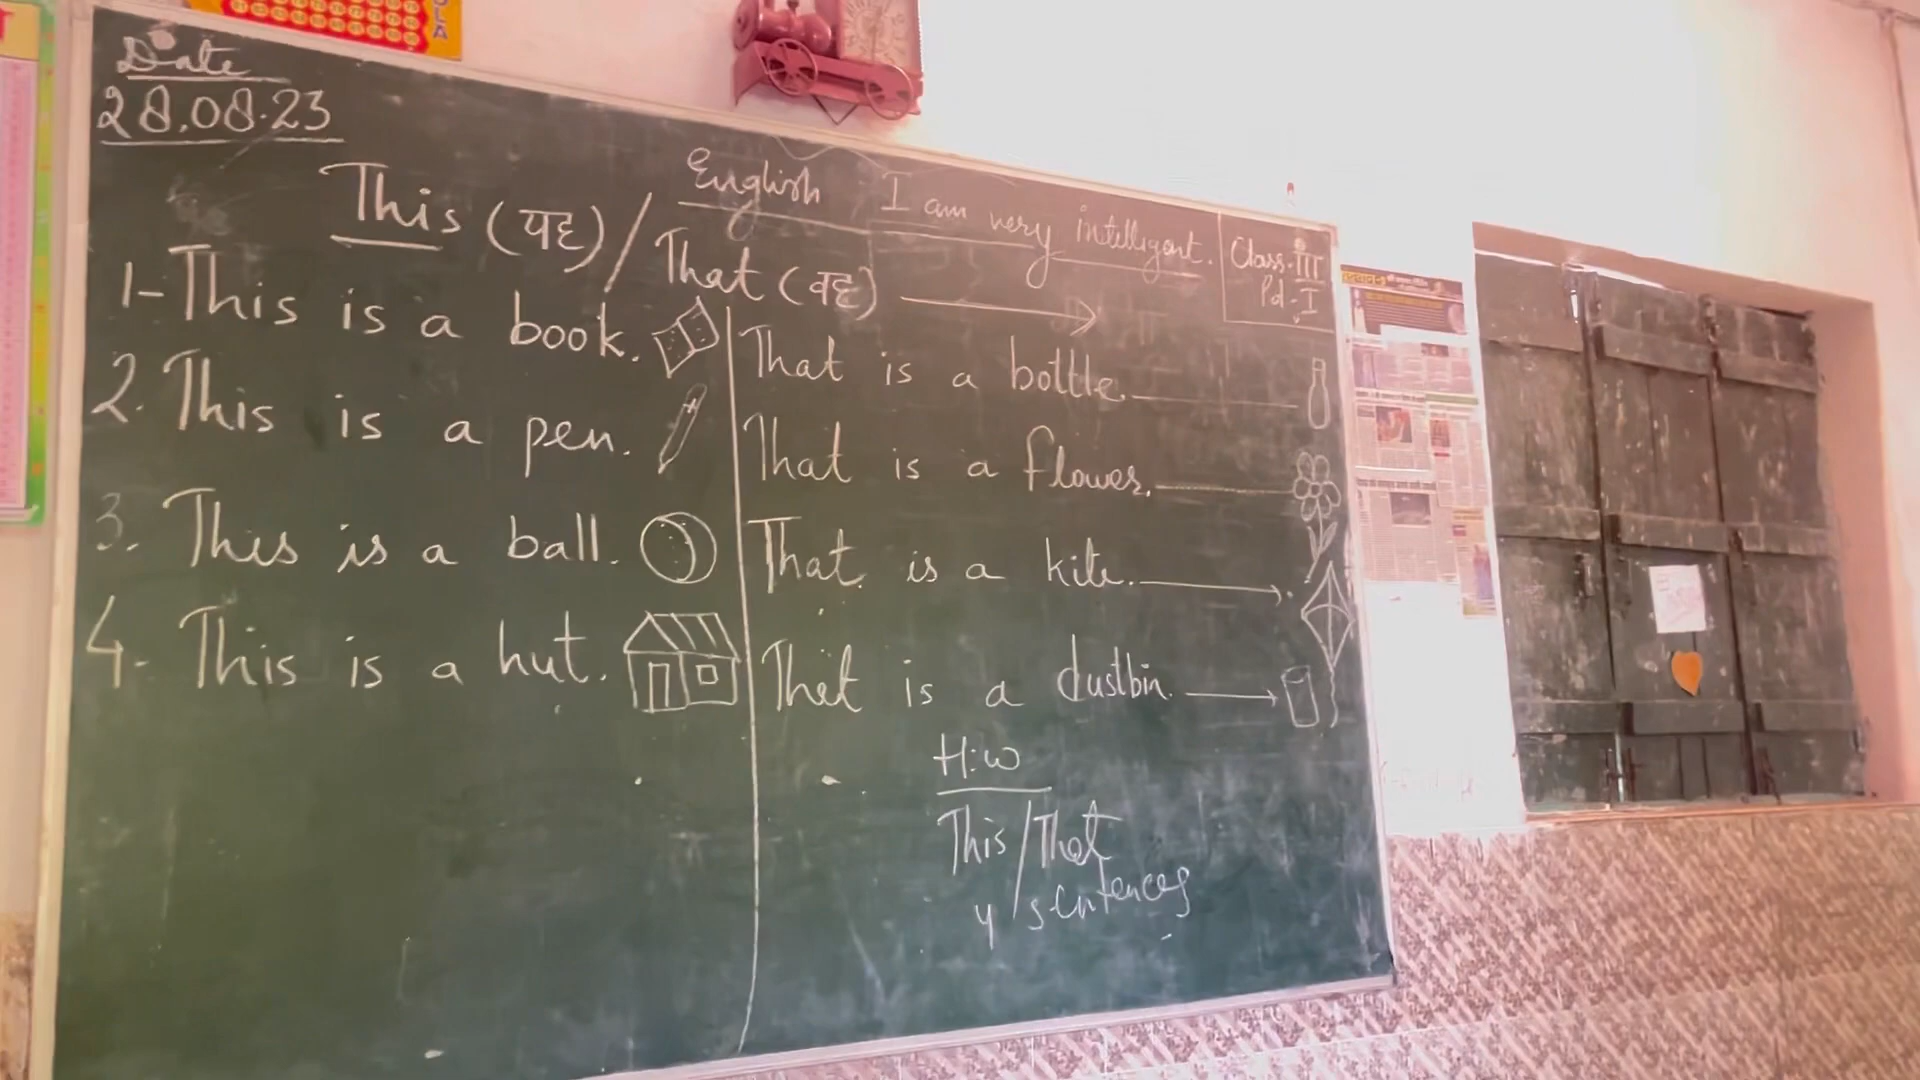 Date
28.08.23
English I am very intelligent.
Class-III
Pd-I
This (यह) / That (वह)
1- This is a book.
2. This is a pen.
3. This is a ball.
4- This is a hut.
That is a bottle.
That is a flower.
That is a kite.
That is a dustbin.
H.W
This/That
4 sentences